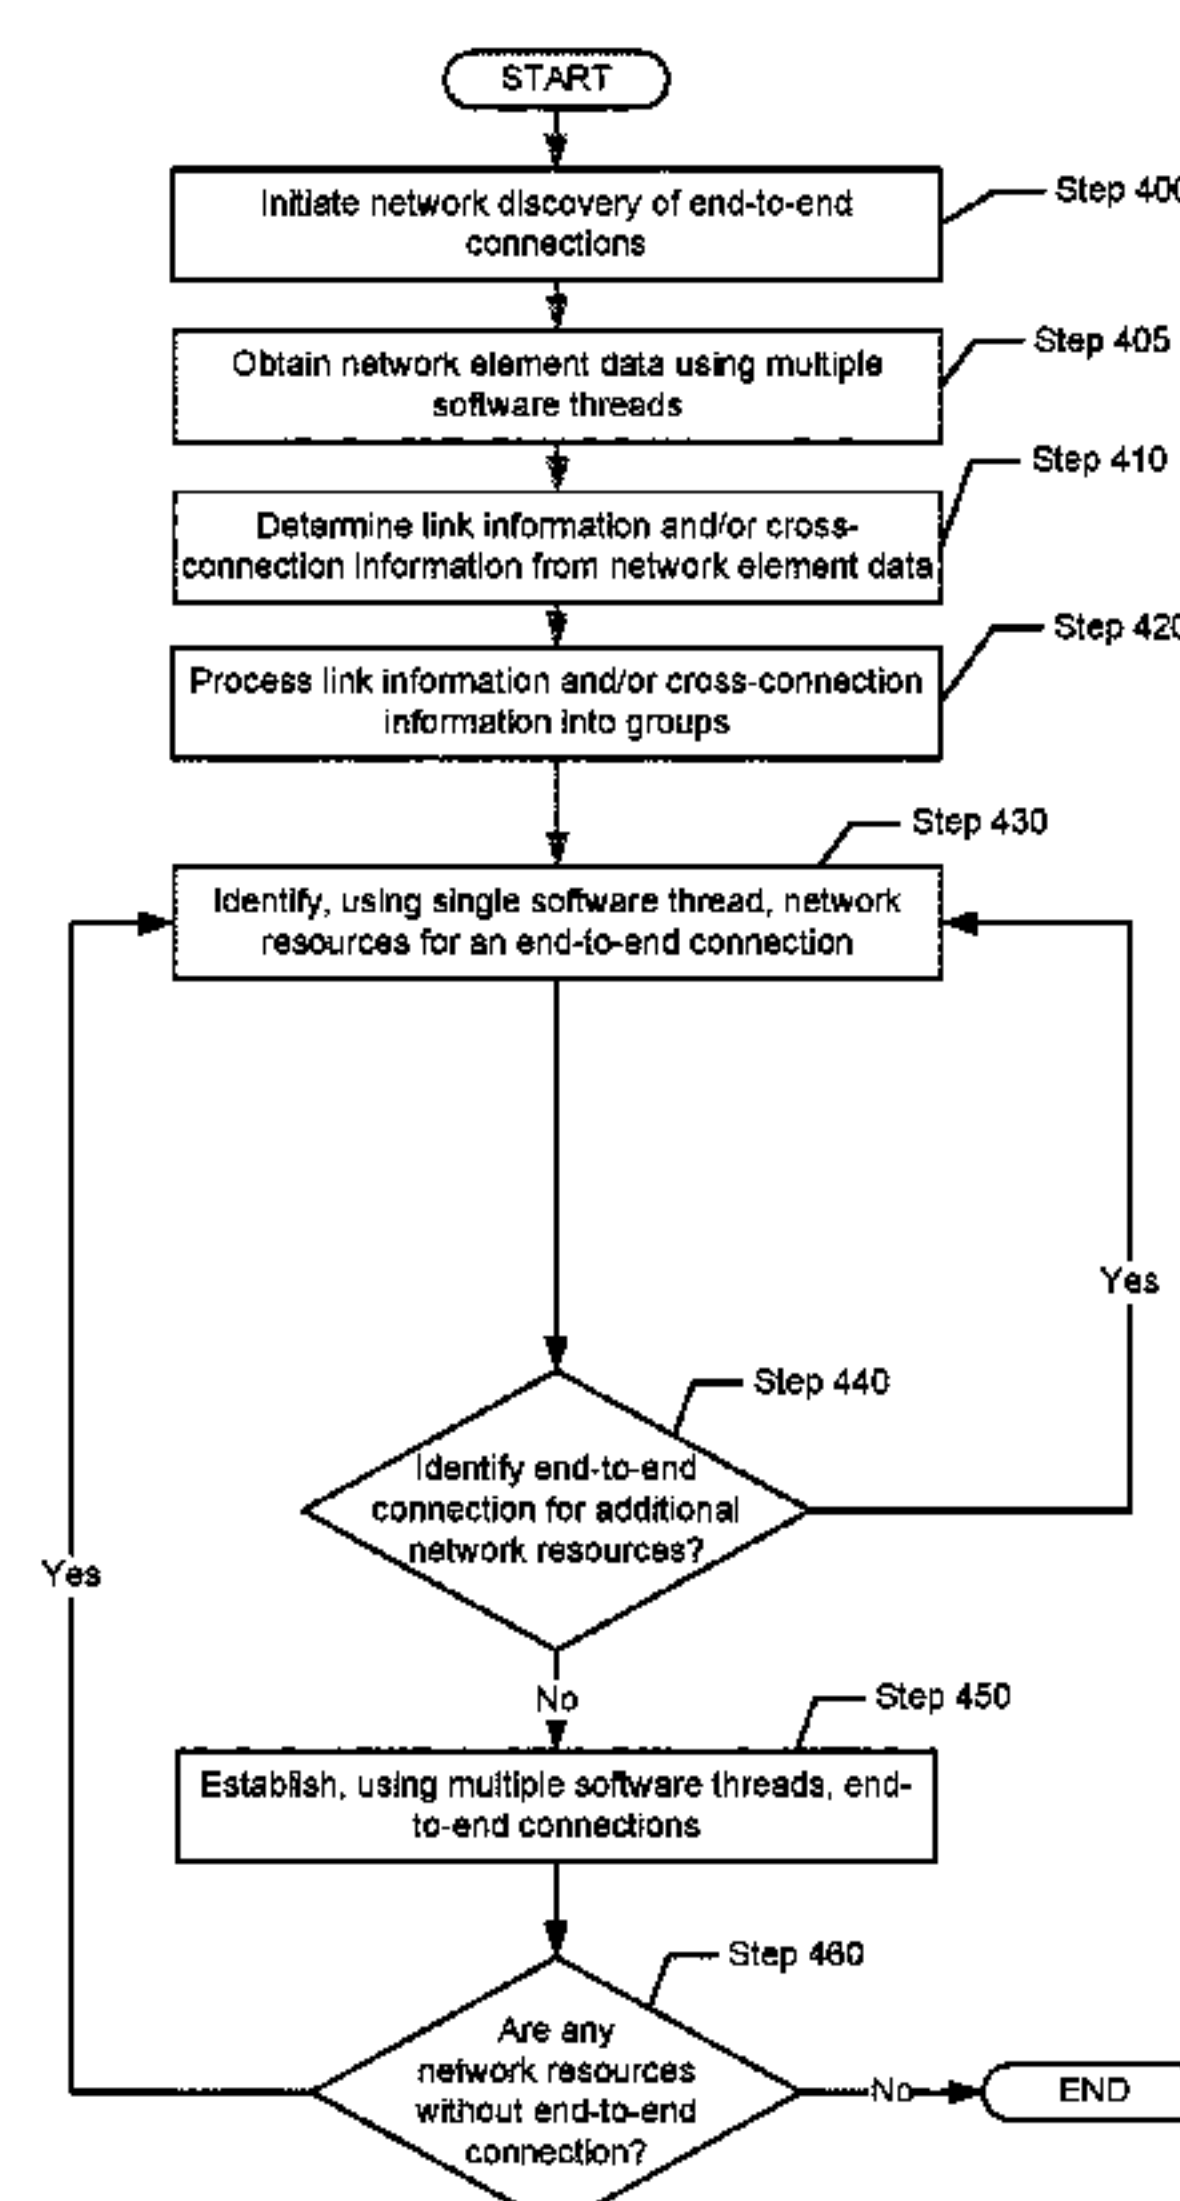 START
Initiate network discovery of end-to-end
connections
Step 400
Obtain network element data using multiple
software threads
Step 405
Determine link information and/or cross-
connection information from network element data
Step 410
Process link information and/or cross-connection
information into groups
Step 420
Step 430
Identify, using single software thread, network
resources for an end-to-end connection
Yes
Step 440
Identify end-to-end
connection for additional
network resources?
Yes
No
Step 450
Establish, using multiple software threads, end-
to-end connections
Step 460
Are any
network resources
without end-to-end
connection?
No
END